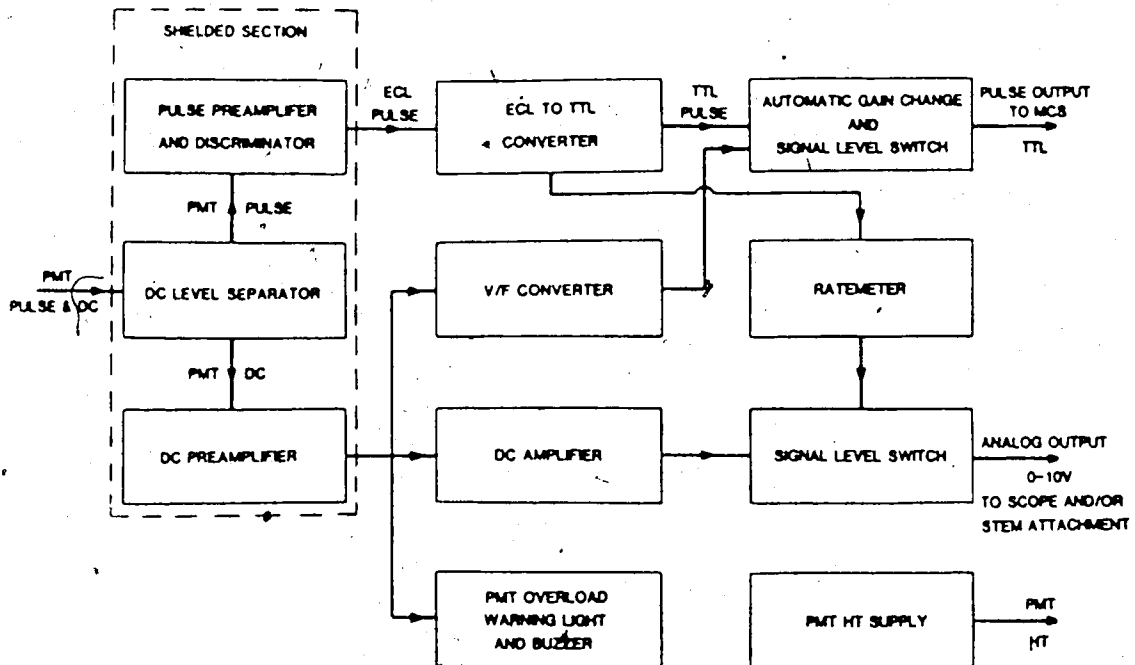 SHIELDED SECTION
PULSE PREAMPLIFER
AND DISCRIMINATOR
ECL
PULSE
ECL TO TTL
CONVERTER
TTL
PULSE
AUTOMATIC GAIN CHANGE
AND
SIGNAL LEVEL SWITCH
PULSE OUTPUT
TO MCS
TTL
PMT PULSE
PMT
PULSE & DC
DC LEVEL SEPARATOR
V/F CONVERTER
RATEMETER
PMT DC
DC PREAMPLIFIER
DC AMPLIFIER
SIGNAL LEVEL SWITCH
ANALOG OUTPUT
0-10V
TO SCOPE AND/OR
STEM ATTACHMENT
PMT OVERLOAD
WARNING LIGHT
AND BUZZER
PMT HT SUPPLY
PMT
HT